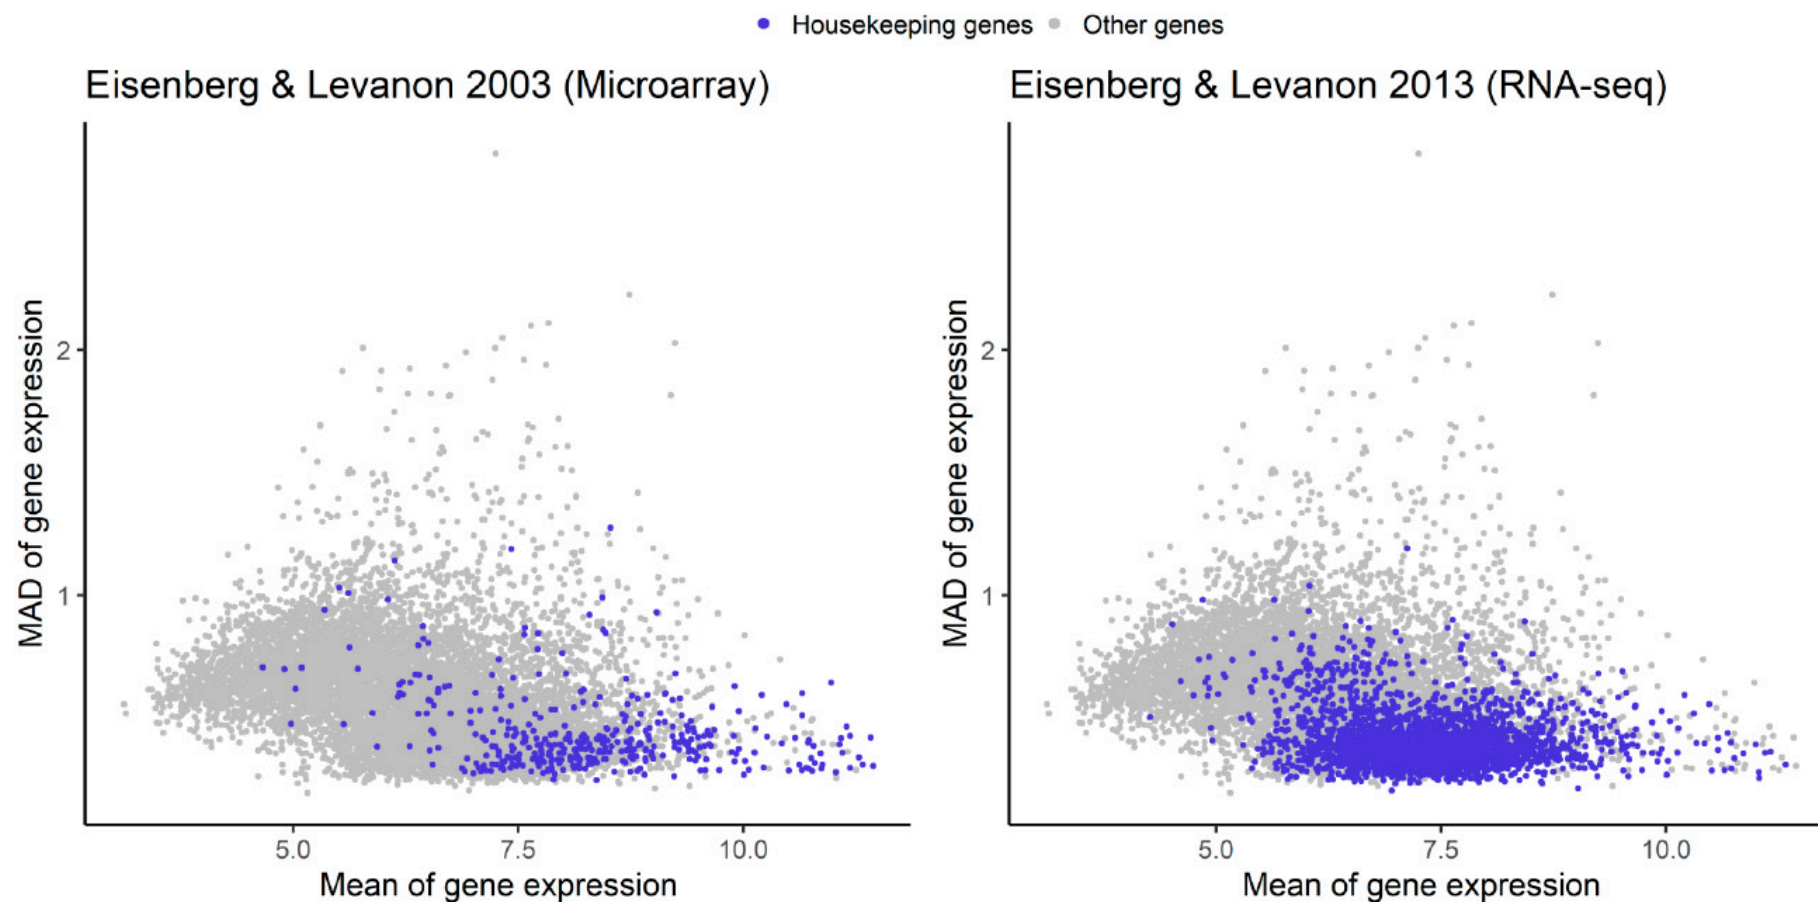 Housekeeping genes Other genes
Eisenberg & Levanon 2003 (Microarray)
MAD of gene expression
2
1
5.0 7.5 10.0
Mean of gene expression
Eisenberg & Levanon 2013 (RNA-seq)
MAD of gene expression
2
1
5.0 7.5 10.0
Mean of gene expression